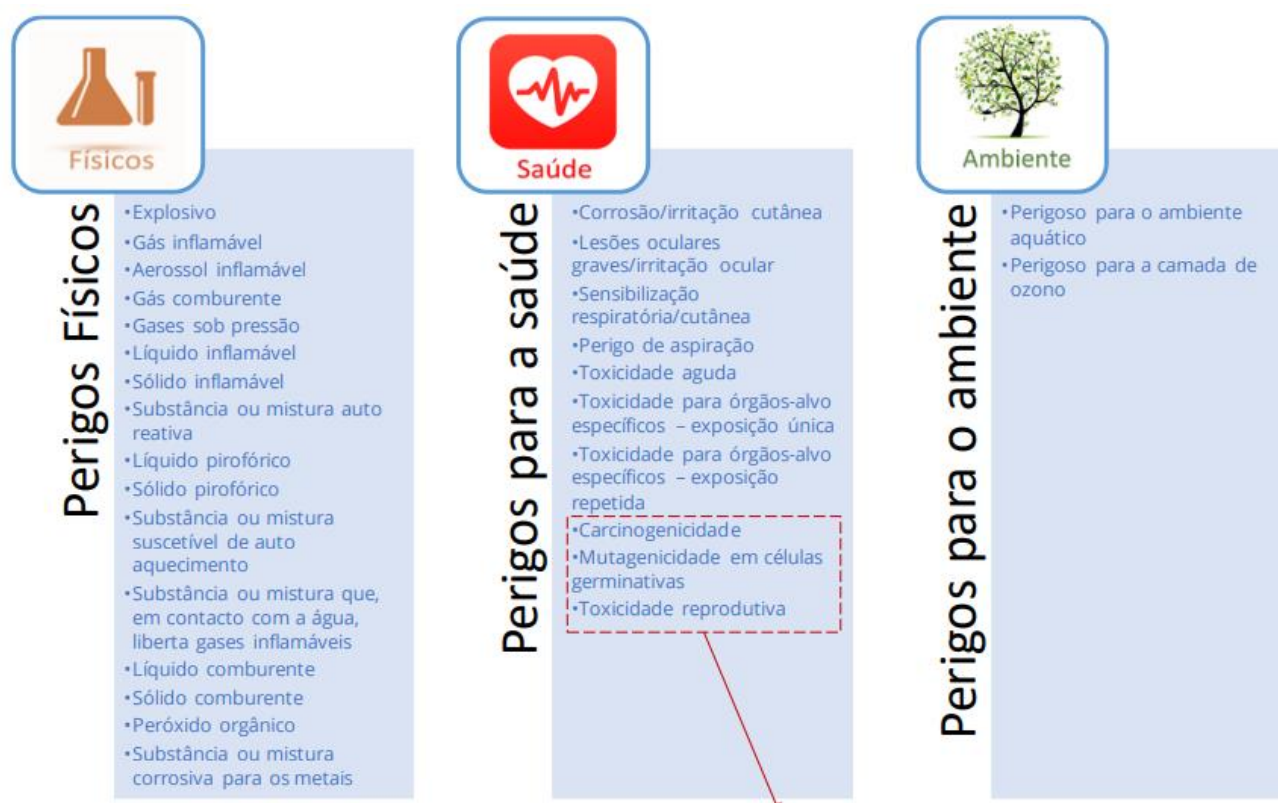 Físicos
Perigos Físicos
•Explosivo
•Gás inflamável
•Aerossol inflamável
•Gás comburente
•Gases sob pressão
•Líquido inflamável
•Sólido inflamável
•Substância ou mistura auto
reativa
•Líquido pirofórico
•Sólido pirofórico
•Substância ou mistura
suscetível de auto
aquecimento
•Substância ou mistura que,
em contacto com a água,
liberta gases inflamáveis
•Líquido comburente
•Sólido comburente
•Peróxido orgânico
•Substância ou mistura
corrosiva para os metais
Saúde
Perigos para a saúde
•Corrosão/irritação cutânea
•Lesões oculares
graves/irritação ocular
•Sensibilização
respiratória/cutânea
•Perigo de aspiração
•Toxicidade aguda
•Toxicidade para órgãos-alvo
específicos – exposição única
•Toxicidade para órgãos-alvo
específicos – exposição
repetida
•Carcinogenicidade
•Mutagenicidade em células
germinativas
•Toxicidade reprodutiva
Ambiente
Perigos para o ambiente
•Perigoso para o ambiente
aquático
•Perigoso para a camada de
ozono